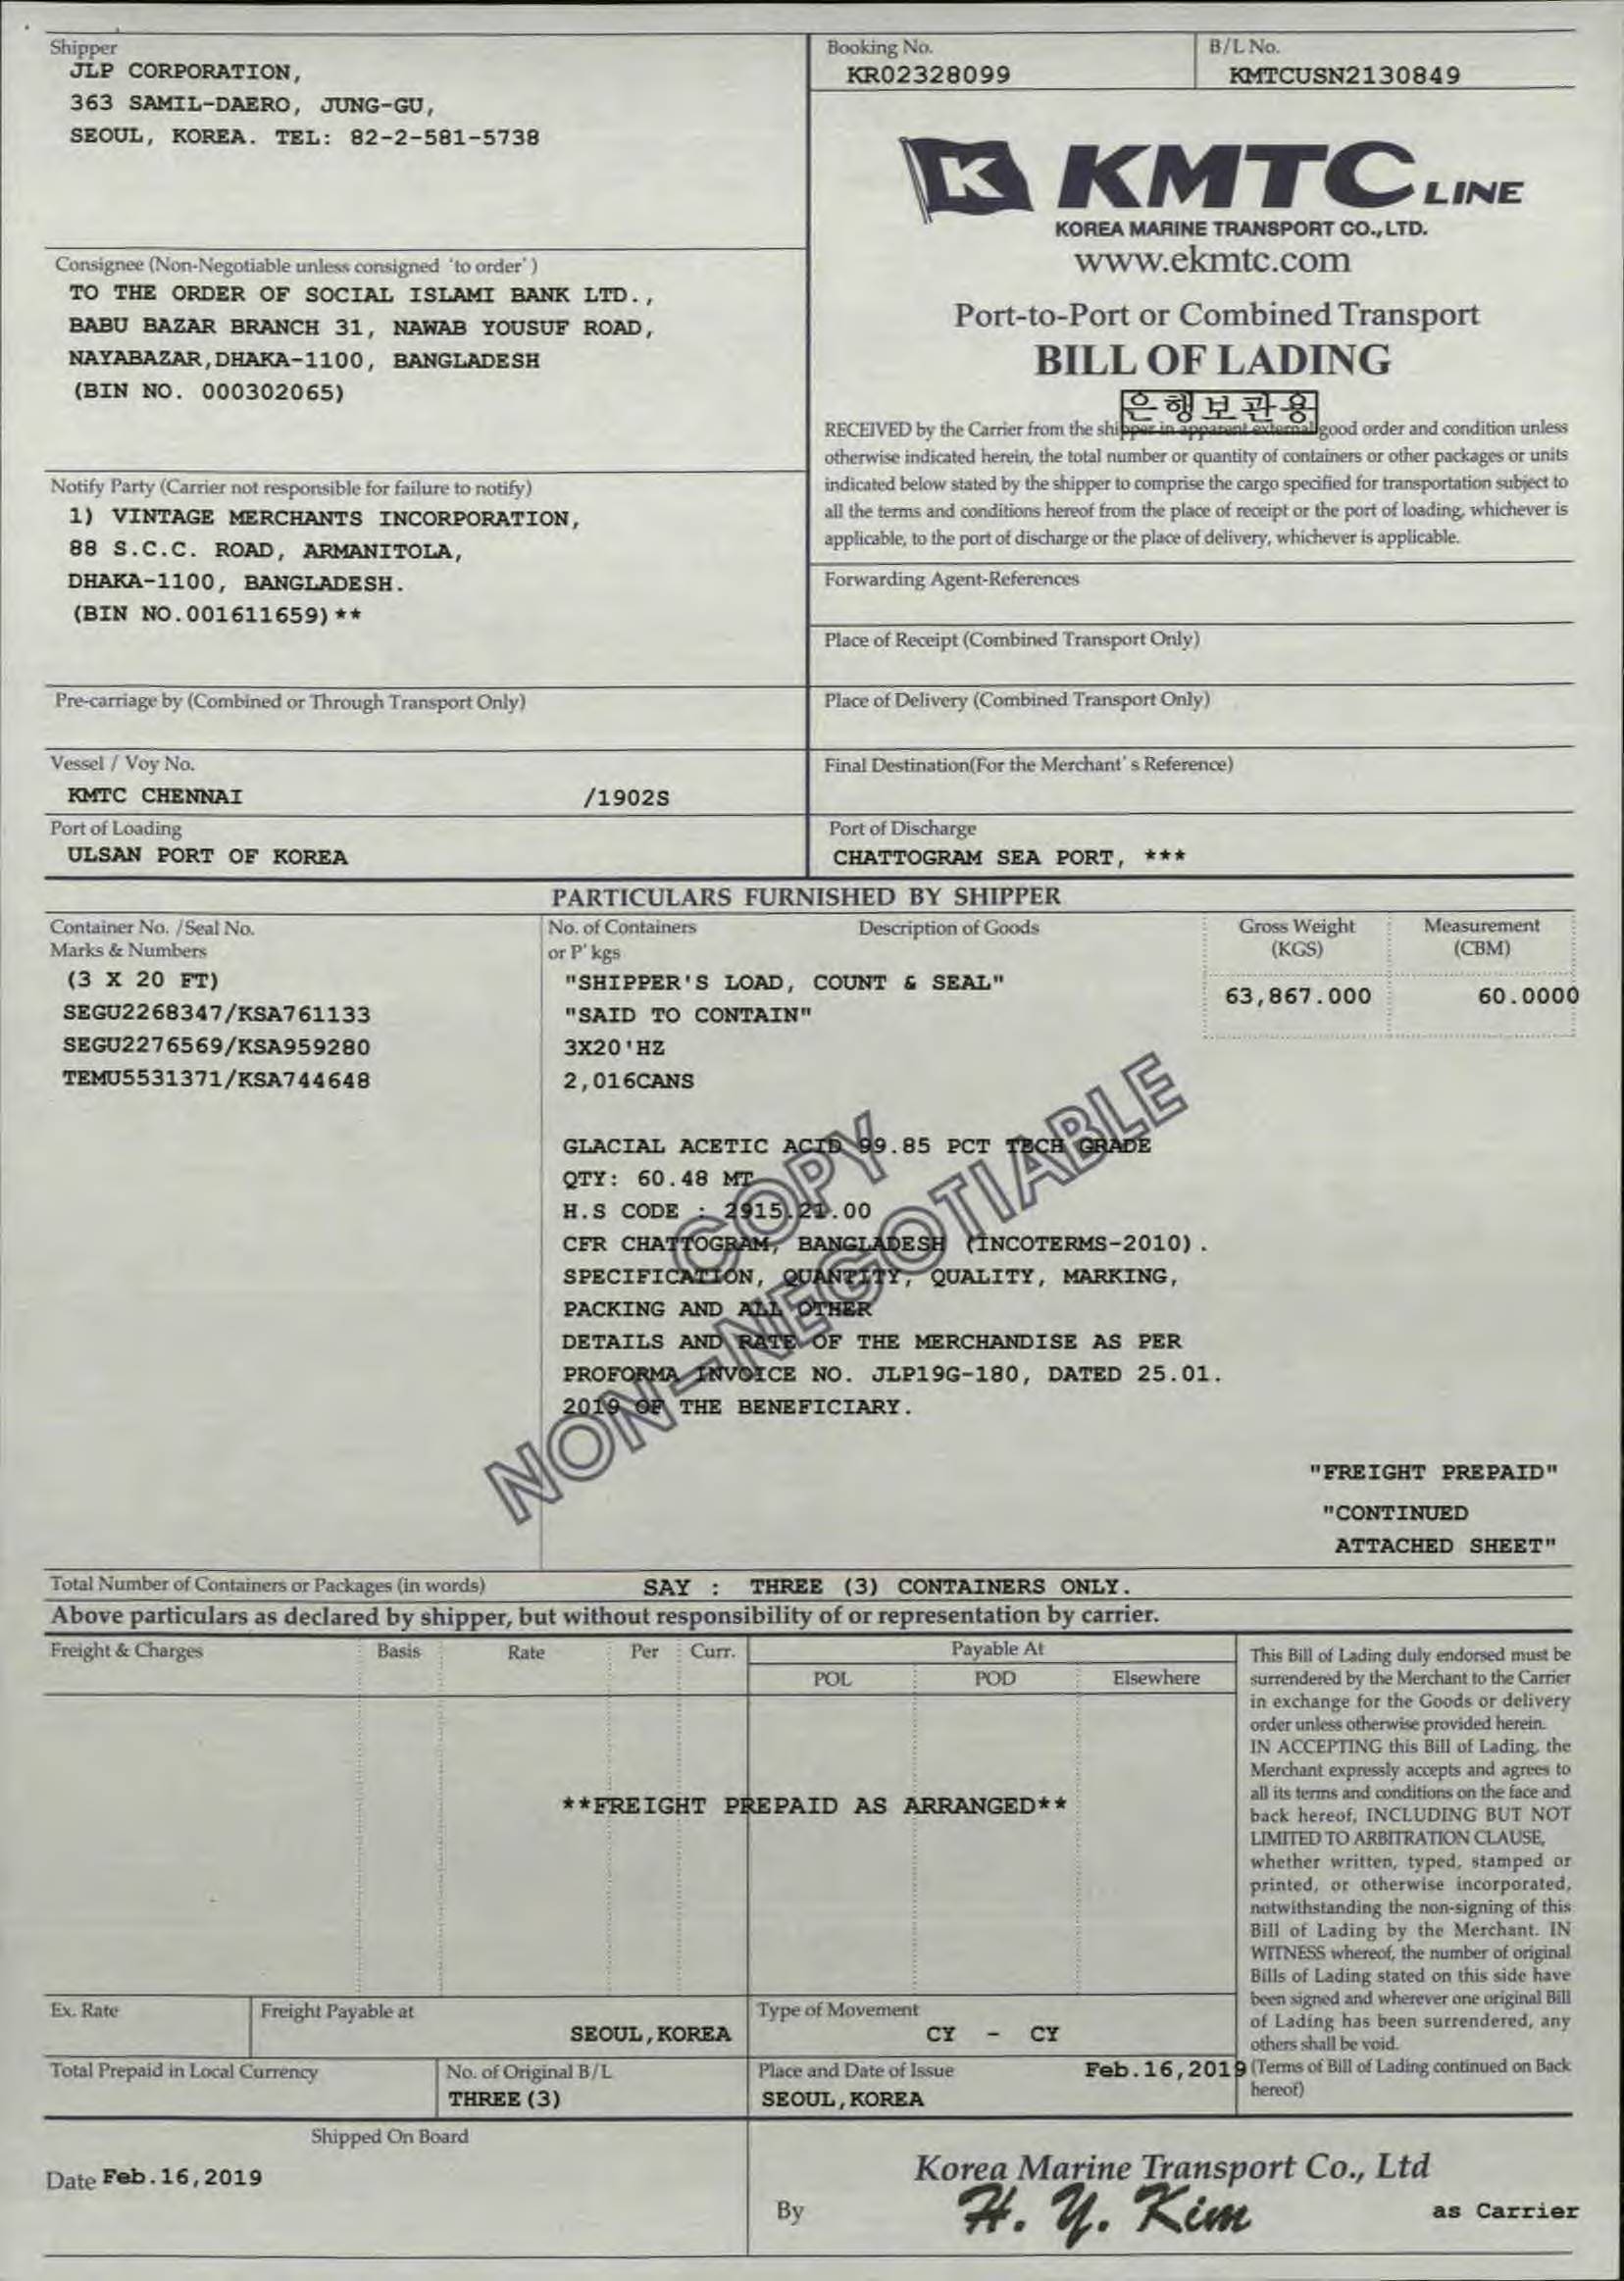 Shipper
JLP CORPORATION,
363 SAMIL-DAERO, JUNG-GU,
SEOUL, KOREA. TEL: 82-2-581-5738
Booking No.
KR02328099
B/L No.
KMTCUSN2130849
K KMTC LINE
KOREA MARINE TRANSPORT CO., LTD.
www.ekmtc.com
Port-to-Port or Combined Transport
BILL OF LADING
은행보관용
Consignee (Non-Negotiable unless consigned 'to order')
TO THE ORDER OF SOCIAL ISLAMI BANK LTD.,
BABU BAZAR BRANCH 31, NAWAB YOUSUF ROAD,
NAYABAZAR,DHAKA-1100, BANGLADESH
(BIN NO. 000302065)
RECEIVED by the Carrier from the shipper in apparent external good order and condition unless
otherwise indicated herein, the total number or quantity of containers or other packages or units
indicated below stated by the shipper to comprise the cargo specified for transportation subject to
all the terms and conditions hereof from the place of receipt or the port of loading, whichever is
applicable, to the port of discharge or the place of delivery, whichever is applicable.
Notify Party (Carrier not responsible for failure to notify)
1) VINTAGE MERCHANTS INCORPORATION,
88 S.C.C. ROAD, ARMANITOLA,
DHAKA-1100, BANGLADESH.
(BIN NO.001611659)**
Forwarding Agent-References
Place of Receipt (Combined Transport Only)
Pre-carriage by (Combined or Through Transport Only)
Place of Delivery (Combined Transport Only)
Vessel / Voy No.
KMTC CHENNAI /1902S
Final Destination(For the Merchant's Reference)
Port of Loading
ULSAN PORT OF KOREA
Port of Discharge
CHATTOGRAM SEA PORT, ***
PARTICULARS FURNISHED BY SHIPPER
Container No. /Seal No.
Marks & Numbers
No. of Containers
or P'kgs
Description of Goods
Gross Weight
(KGS)
Measurement
(CBM)
(3 X 20 FT)
SEGU2268347/KSA761133
SEGU2276569/KSA959280
TEMU5531371/KSA744648
"SHIPPER'S LOAD, COUNT & SEAL"
"SAID TO CONTAIN"
3X20'HZ
2,016CANS
63,867.000
60.0000
GLACIAL ACETIC ACID 99.85 PCT TECH GRADE
QTY: 60.48 MT
H.S CODE : 2915.21.00
CFR CHATTOGRAM, BANGLADESH (INCOTERMS-2010).
SPECIFICATION, QUANTITY, QUALITY, MARKING,
PACKING AND ALL OTHER
DETAILS AND RATE OF THE MERCHANDISE AS PER
PROFORMA INVOICE NO. JLP19G-180, DATED 25.01.
2019 OF THE BENEFICIARY.
COPY
NON-NEGOTIABLE
"FREIGHT PREPAID"
"CONTINUED
ATTACHED SHEET"
Total Number of Containers or Packages (in words)
SAY : THREE (3) CONTAINERS ONLY.
Above particulars as declared by shipper, but without responsibility of or representation by carrier.
Freight & Charges
Basis
Rate
Per
Curr.
Payable At
POL
POD
Elsewhere
**FREIGHT PREPAID AS ARRANGED**
This Bill of Lading duly endorsed must be
surrendered by the Merchant to the Carrier
in exchange for the Goods or delivery
order unless otherwise provided herein.
IN ACCEPTING this Bill of Lading, the
Merchant expressly accepts and agrees to
all its terms and conditions on the face and
back hereof, INCLUDING BUT NOT
LIMITED TO ARBITRATION CLAUSE,
whether written, typed, stamped or
printed, or otherwise incorporated,
notwithstanding the non-signing of this
Bill of Lading by the Merchant. IN
WITNESS whereof, the number of original
Bills of Lading stated on this side have
been signed and wherever one original Bill
of Lading has been surrendered, any
others shall be void.
(Terms of Bill of Lading continued on Back
hereof)
Ex. Rate
Freight Payable at
SEOUL,KOREA
Type of Movement
CY - CY
Total Prepaid in Local Currency
No. of Original B/L
THREE(3)
Place and Date of Issue
Feb.16,2019
SEOUL,KOREA
Shipped On Board
Date Feb.16,2019
Korea Marine Transport Co., Ltd
By
H. Y. Kim
as Carrier